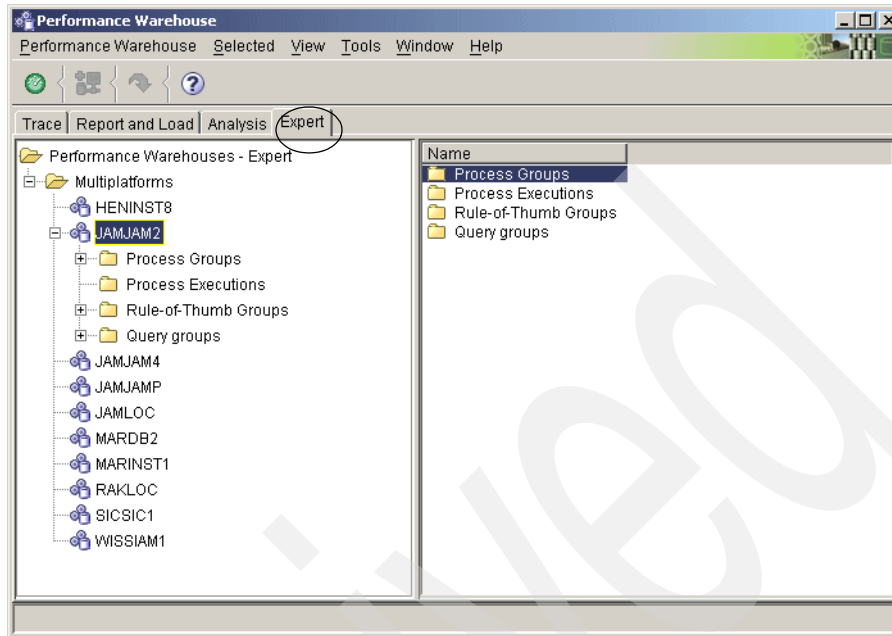 Performance Warehouse
Performance Warehouse Selected View Tools Window Help
Trace Report and Load Analysis Expert
Performance Warehouses - Expert
Multiplatforms
HENINST8
JAMJAM2
Process Groups
Process Executions
Rule-of-Thumb Groups
Query groups
JAMJAM4
JAMJAMP
JAMLOC
MARDB2
MARINST1
RAKLOC
SICSIC1
WISSIAM1
Name
Process Groups
Process Executions
Rule-of-Thumb Groups
Query groups